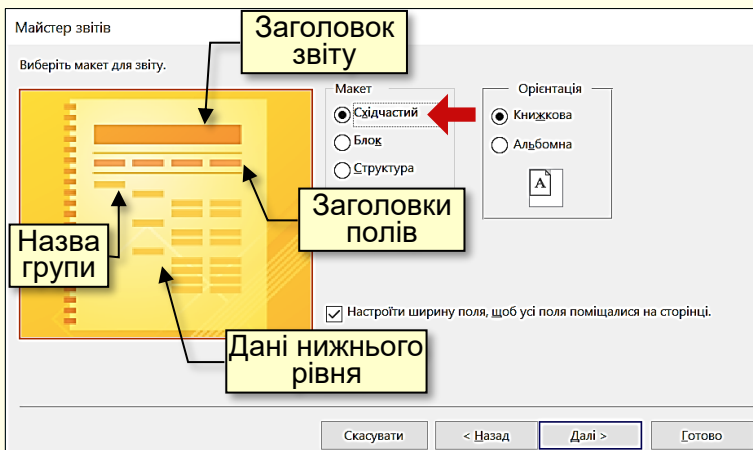 Майстер звітів
Заголовок
звіту
Виберіть макет для звіту.
Макет
Східчастий
Блок
Структура
Орієнтація
Книжкова
Альбомна
A
Заголовки
полів
Назва
групи
Дані нижнього
рівня
Настроїти ширину поля, щоб усі поля поміщалися на сторінці.
Скасувати
< Назад
Далі >
Готово